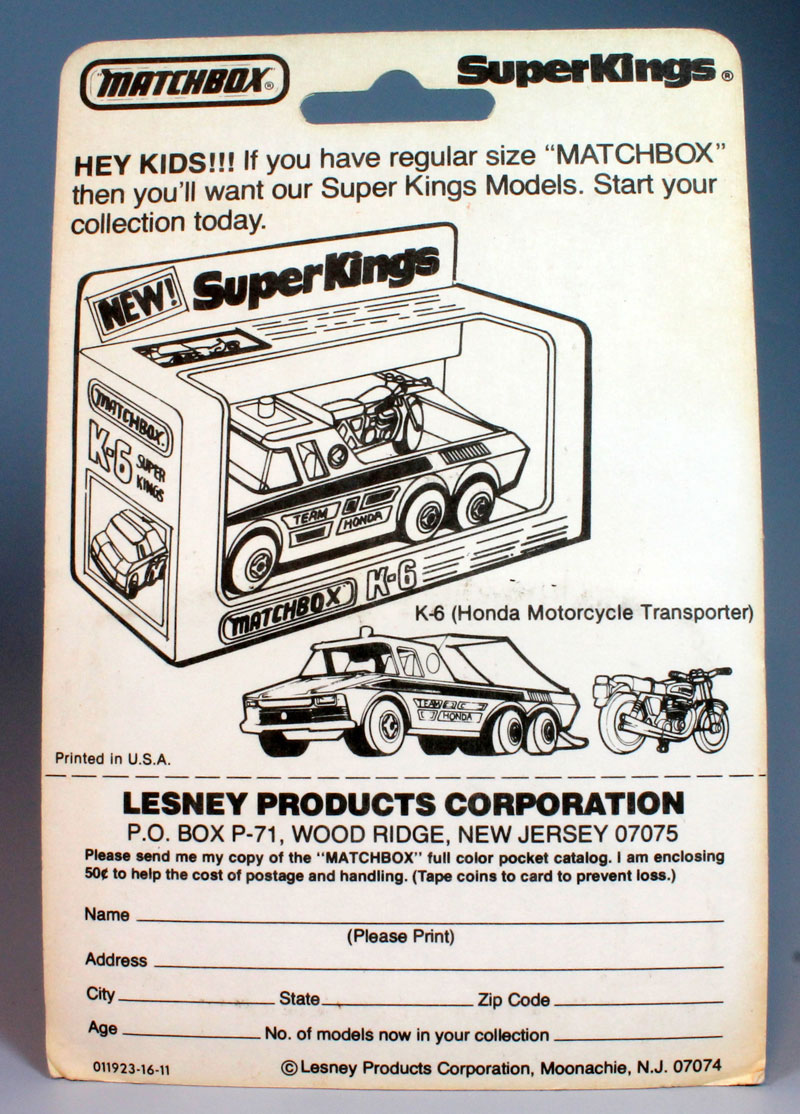 MATCHBOX®
SuperKings®
HEY KIDS!!! If you have regular size “MATCHBOX”
then you’ll want our Super Kings Models. Start your
collection today.
NEW! SuperKings
MATCHBOX
K-6 SUPER
KINGS
TEAM
HONDA
MATCHBOX K-6
K-6 (Honda Motorcycle Transporter)
TEAM
HONDA
Printed in U.S.A.
LESNEY PRODUCTS CORPORATION
P.O. BOX P-71, WOOD RIDGE, NEW JERSEY 07075
Please send me my copy of the “MATCHBOX” full color pocket catalog. I am enclosing
50¢ to help the cost of postage and handling. (Tape coins to card to prevent loss.)
Name
(Please Print)
Address
City State Zip Code
Age No. of models now in your collection
011923-16-11 © Lesney Products Corporation, Moonachie, N.J. 07074